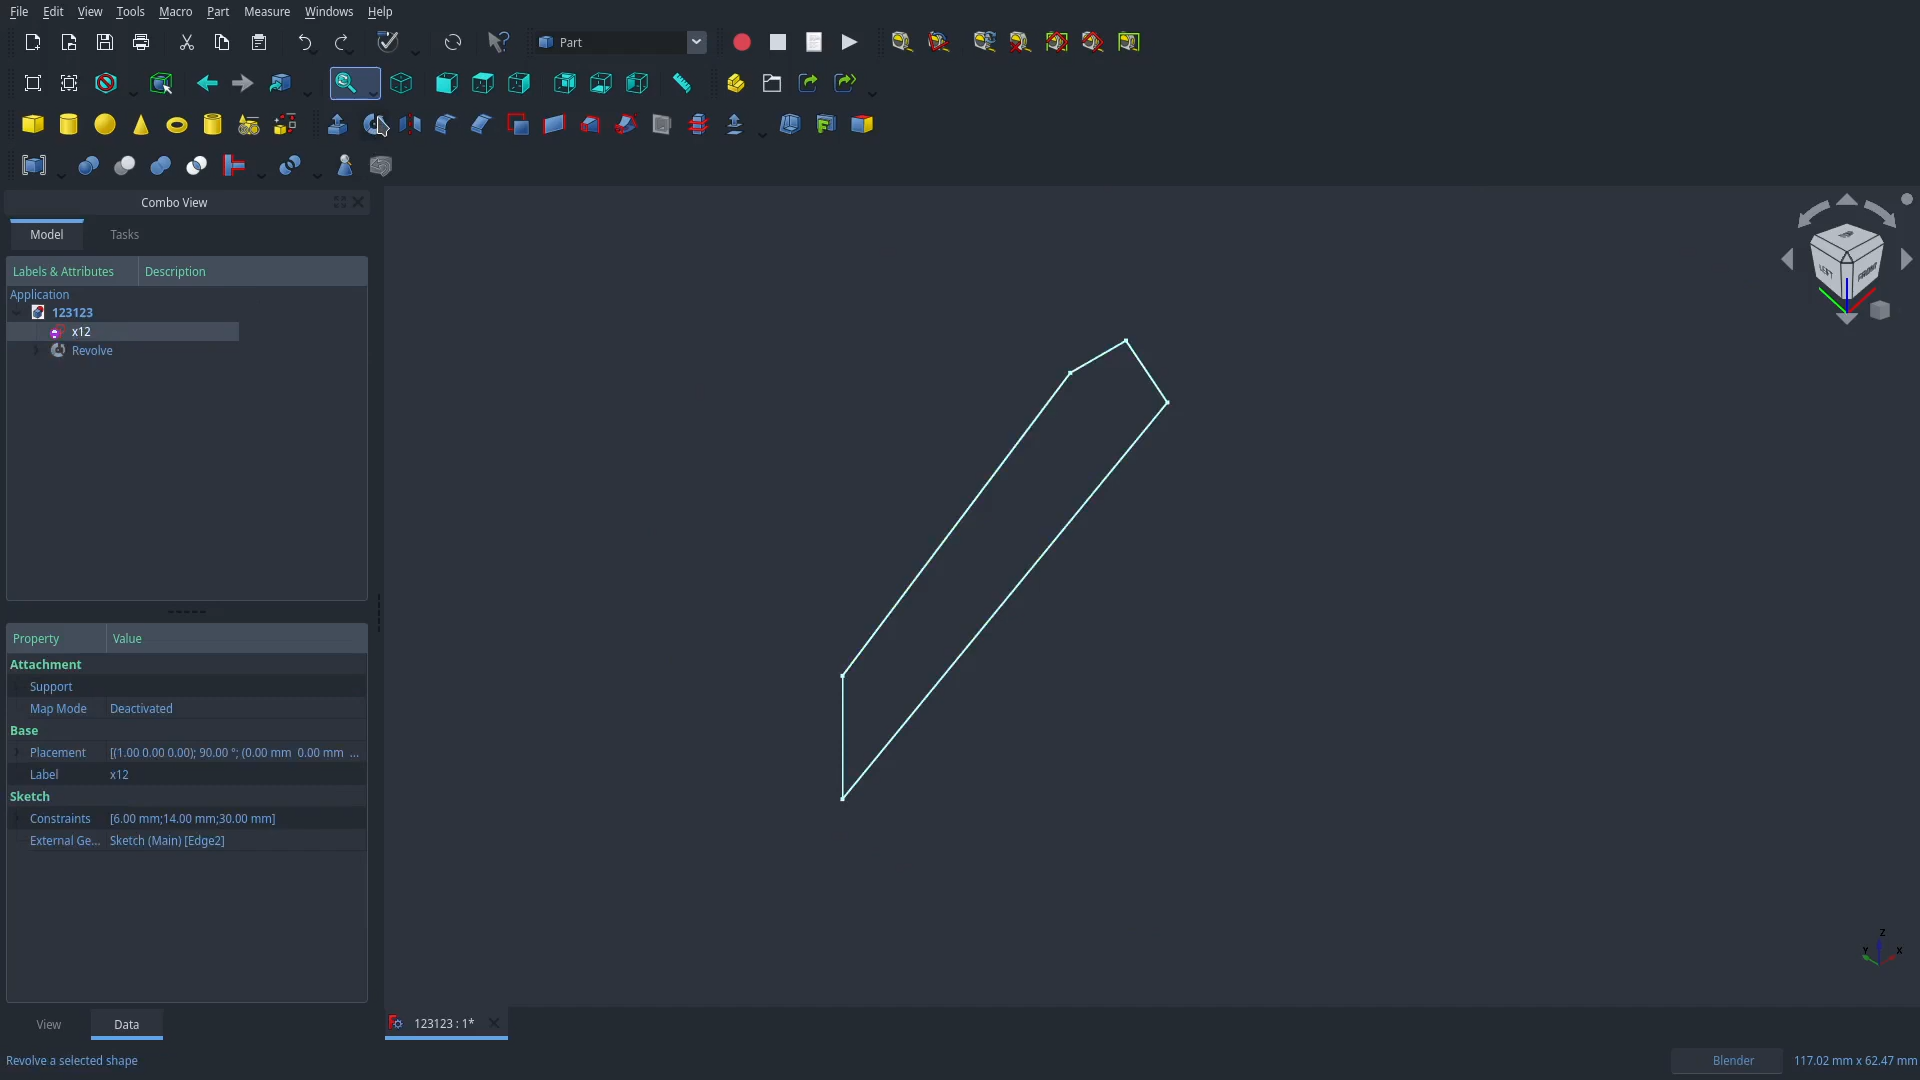 File Edit View Tools Macro Part Measure Windows Help
Part
Combo View
Model Tasks
Labels & Attributes Description
Application
123123
x12
Revolve
LEFT FRONT
Property Value
Attachment
Support
Map Mode Deactivated
Base
Placement [(1.00 0.00 0.00); 90.00 °; (0.00 mm 0.00 mm ...
Label x12
Sketch
Constraints [6.00 mm;14.00 mm;30.00 mm]
External Ge... Sketch (Main) [Edge2]
Z
Y X
View Data
123123 : 1*
Revolve a selected shape
Blender 117.02 mm x 62.47 mm